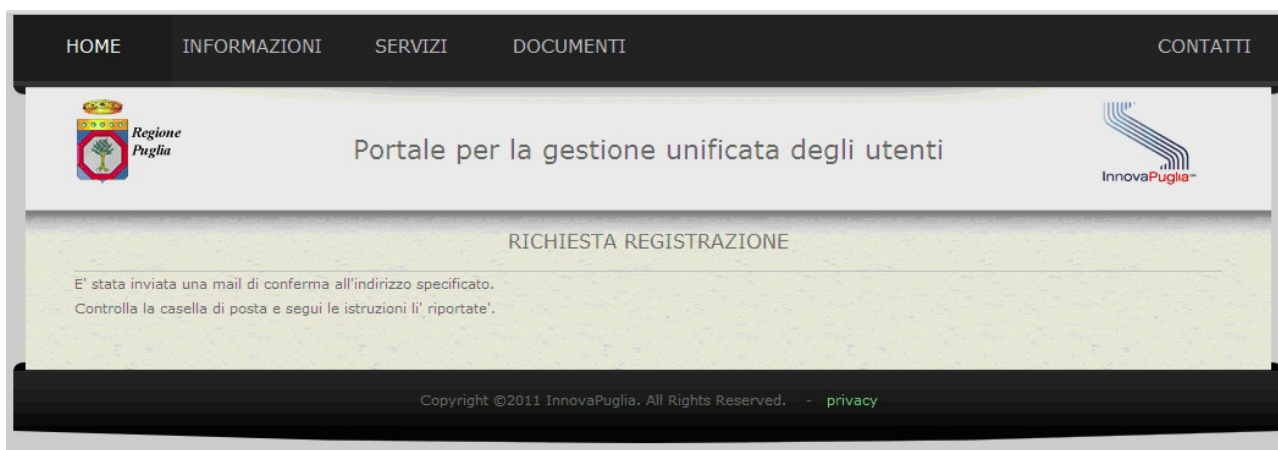 HOME INFORMAZIONI SERVIZI DOCUMENTI CONTATTI
Regione
Puglia
Portale per la gestione unificata degli utenti
InnovaPuglia
RICHIESTA REGISTRAZIONE
E' stata inviata una mail di conferma all'indirizzo specificato.
Controlla la casella di posta e segui le istruzioni li' riportate'.
Copyright ©2011 InnovaPuglia. All Rights Reserved. - privacy